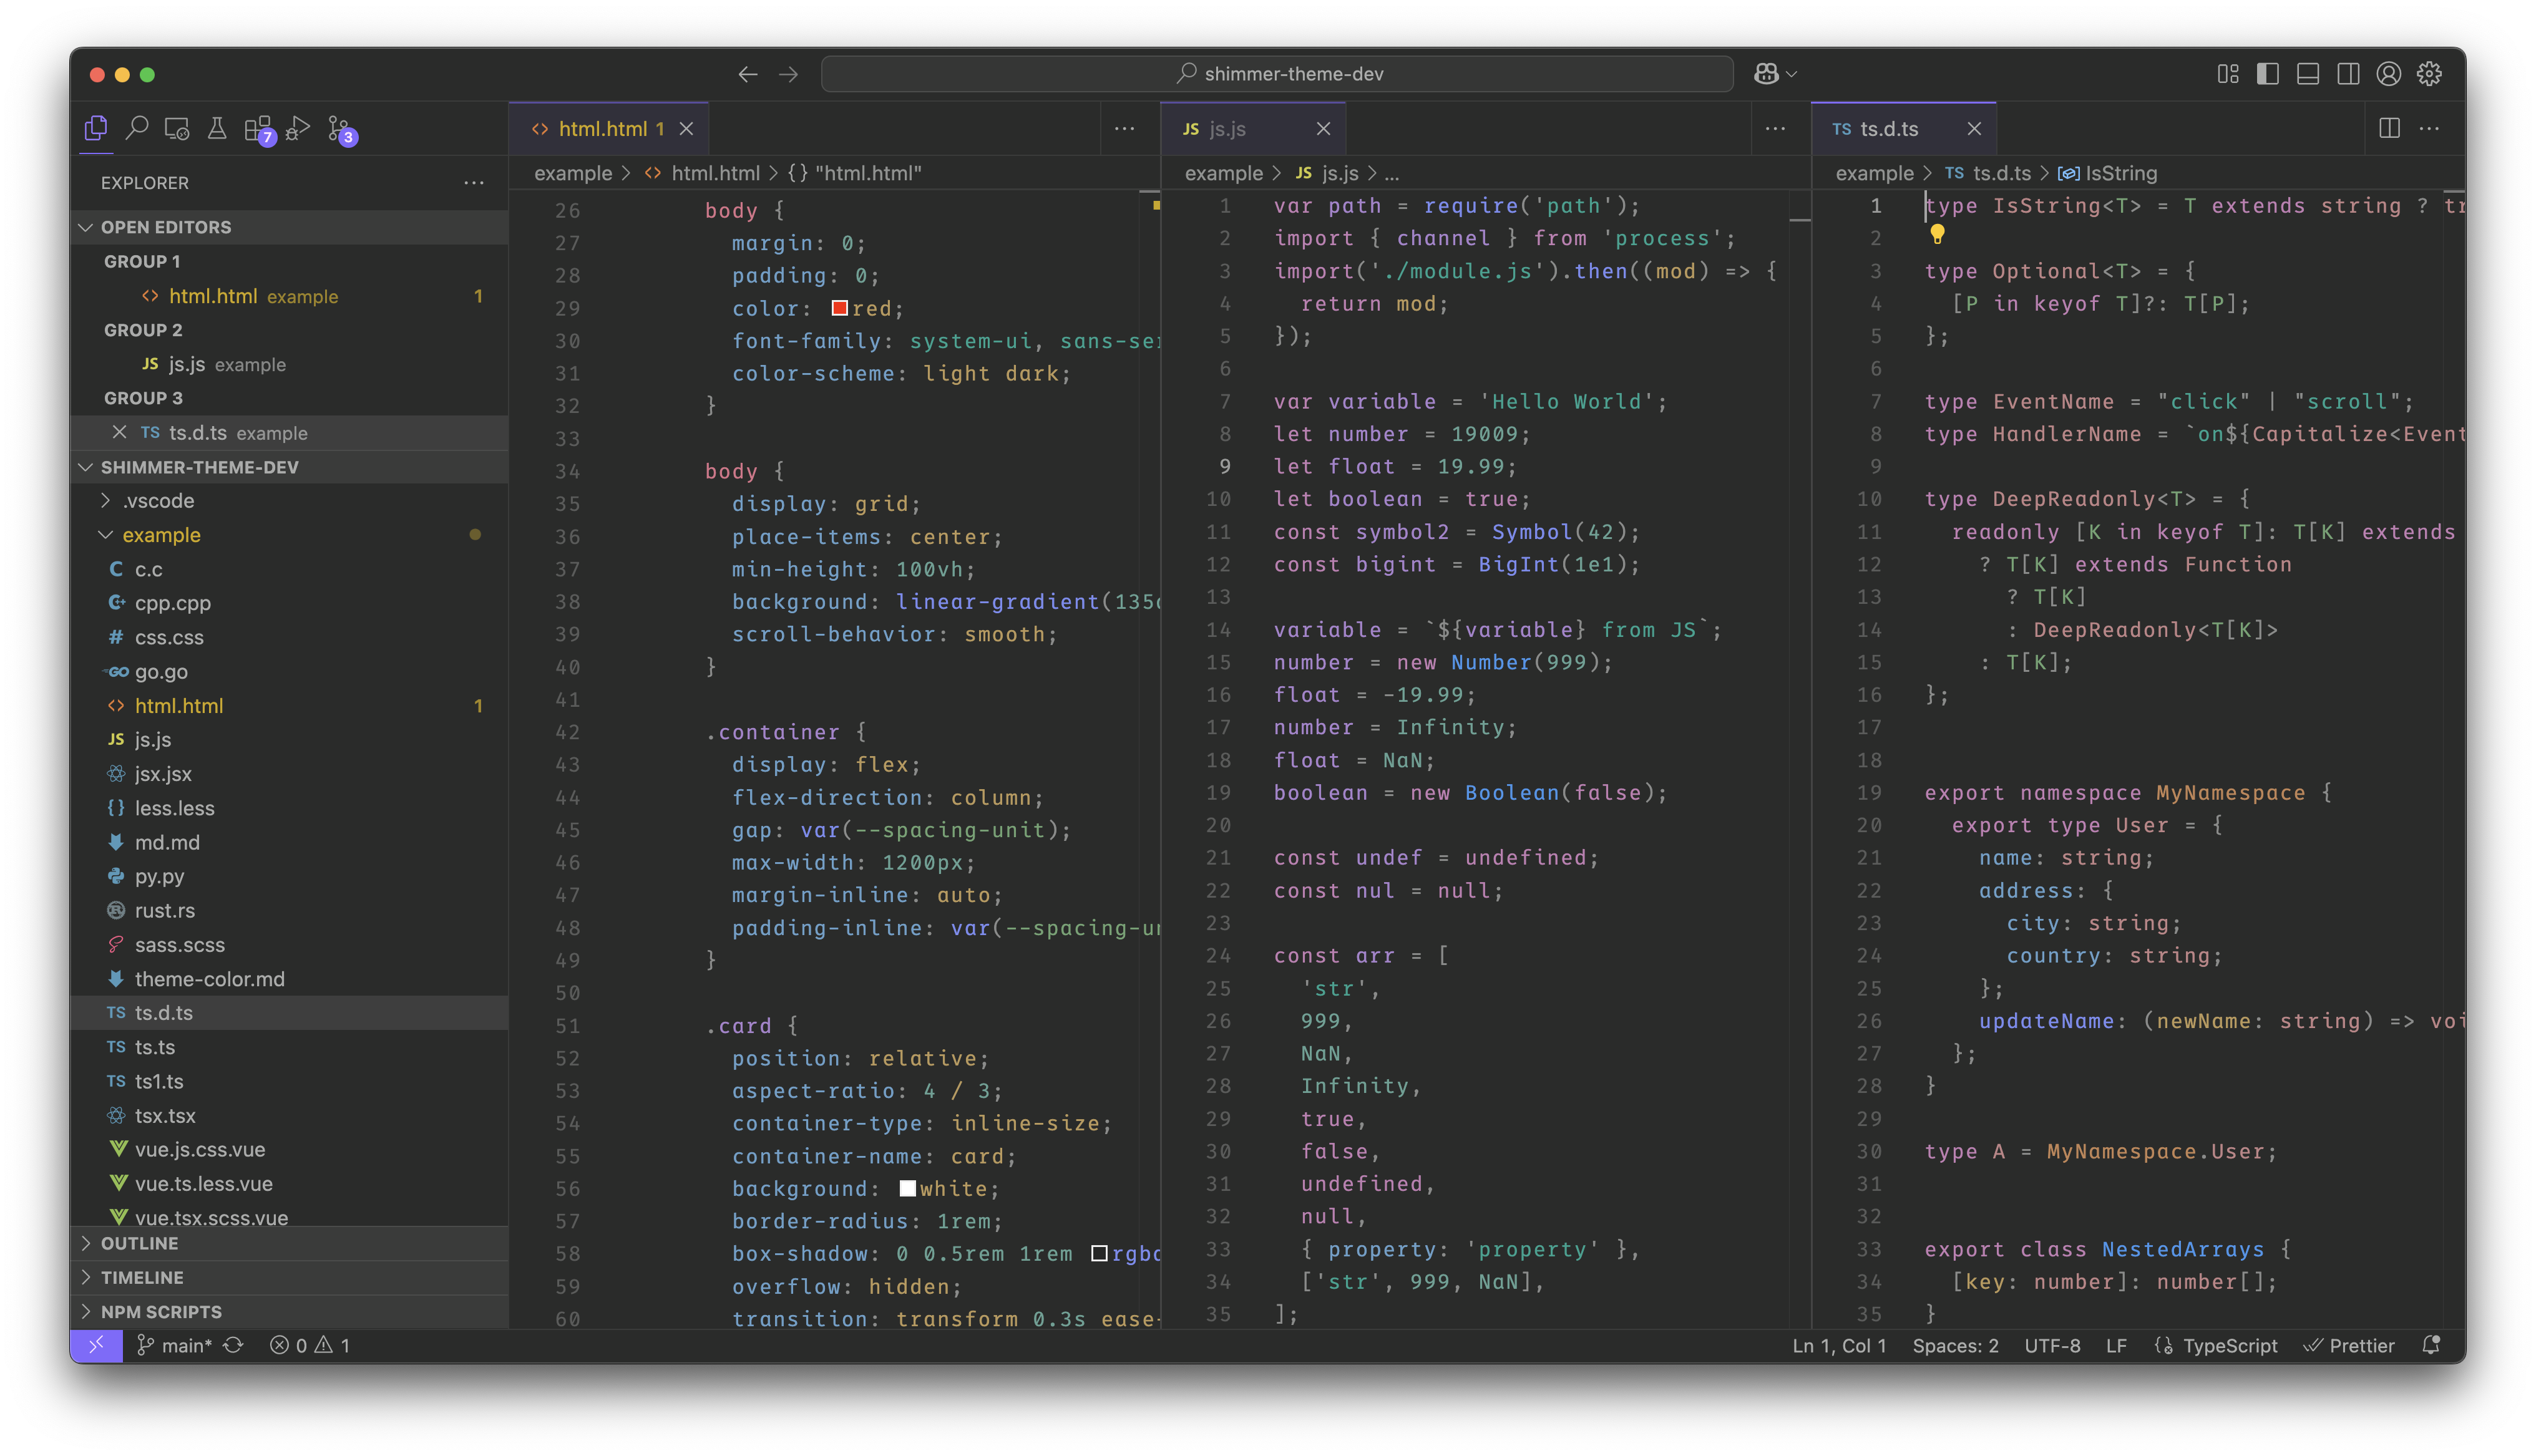 shimmer-theme-dev
7
3
html.html 1
JS js.js
TS ts.d.ts
EXPLORER
OPEN EDITORS
GROUP 1
html.html example 1
GROUP 2
JS js.js example
GROUP 3
TS ts.d.ts example
SHIMMER-THEME-DEV
.vscode
example
C c.c
C+ cpp.cpp
# css.css
GO go.go
html.html 1
JS js.js
jsx.jsx
{} less.less
md.md
py.py
rust.rs
sass.scss
theme-color.md
TS ts.d.ts
TS ts.ts
TS ts1.ts
tsx.tsx
vue.js.css.vue
vue.ts.less.vue
vue.tsx.scss.vue
OUTLINE
TIMELINE
NPM SCRIPTS
example > <> html.html > {} "html.html"
26 body {
27 margin: 0;
28 padding: 0;
29 color: red;
30 font-family: system-ui, sans-se
31 color-scheme: light dark;
32 }
33
34 body {
35 display: grid;
36 place-items: center;
37 min-height: 100vh;
38 background: linear-gradient(135
39 scroll-behavior: smooth;
40 }
41
42 .container {
43 display: flex;
44 flex-direction: column;
45 gap: var(--spacing-unit);
46 max-width: 1200px;
47 margin-inline: auto;
48 padding-inline: var(--spacing-u
49 }
50
51 .card {
52 position: relative;
53 aspect-ratio: 4 / 3;
54 container-type: inline-size;
55 container-name: card;
56 background: white;
57 border-radius: 1rem;
58 box-shadow: 0 0.5rem 1rem rgb
59 overflow: hidden;
60 transition: transform 0.3s ease-
example > JS js.js > ...
1 var path = require('path');
2 import { channel } from 'process';
3 import('./module.js').then((mod) => {
4 return mod;
5 });
6
7 var variable = 'Hello World';
8 let number = 19009;
9 let float = 19.99;
10 let boolean = true;
11 const symbol2 = Symbol(42);
12 const bigint = BigInt(1e1);
13
14 variable = `${variable} from JS`;
15 number = new Number(999);
16 float = -19.99;
17 number = Infinity;
18 float = NaN;
19 boolean = new Boolean(false);
20
21 const undef = undefined;
22 const nul = null;
23
24 const arr = [
25 'str',
26 999,
27 NaN,
28 Infinity,
29 true,
30 false,
31 undefined,
32 null,
33 { property: 'property' },
34 ['str', 999, NaN],
35 ];
example > TS ts.d.ts > IsString
1 type IsString<T> = T extends string ? tr
2
3 type Optional<T> = {
4 [P in keyof T]?: T[P];
5 };
6
7 type EventName = "click" | "scroll";
8 type HandlerName = `on${Capitalize<Event
9
10 type DeepReadonly<T> = {
11 readonly [K in keyof T]: T[K] extends
12 ? T[K] extends Function
13 ? T[K]
14 : DeepReadonly<T[K]>
15 : T[K];
16 };
17
18
19 export namespace MyNamespace {
20 export type User = {
21 name: string;
22 address: {
23 city: string;
24 country: string;
25 };
26 updateName: (newName: string) => voi
27 };
28 }
29
30 type A = MyNamespace.User;
31
32
33 export class NestedArrays {
34 [key: number]: number[];
35 }
main* 0 1
Ln 1, Col 1 Spaces: 2 UTF-8 LF TypeScript Prettier